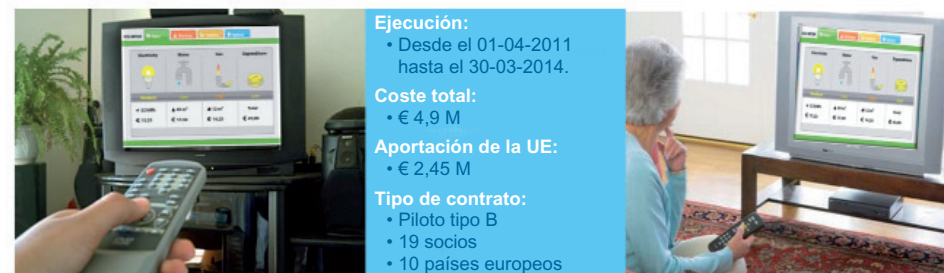 Ejecución:
• Desde el 01-04-2011
hasta el 30-03-2014.
Coste total:
• € 4,9 M
Aportación de la UE:
• € 2,45 M
Tipo de contrato:
• Piloto tipo B
• 19 socios
• 10 países europeos